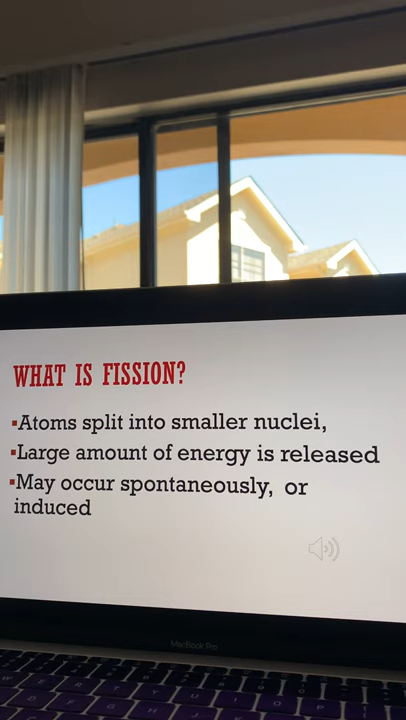 WHAT IS FISSION?
▪Atoms split into smaller nuclei,
▪Large amount of energy is released
▪May occur spontaneously, or
induced
MacBook Pro